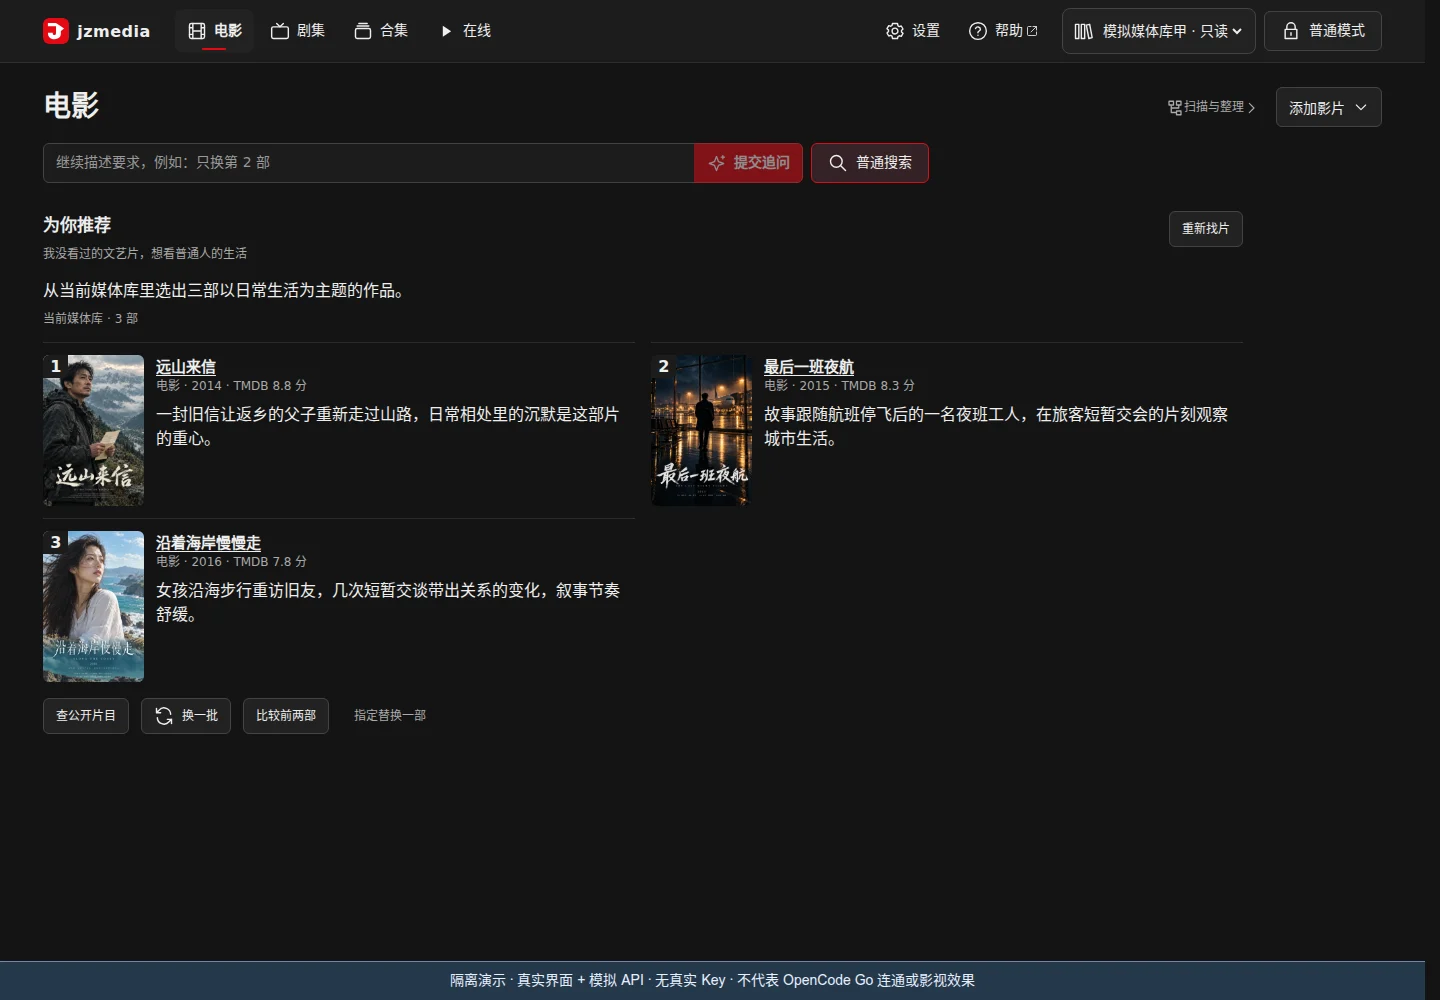 jzmedia
电影
剧集
合集
在线
设置
帮助
模拟媒体库甲 · 只读
普通模式
电影
扫描与整理
添加影片
继续描述要求，例如：只换第 2 部
提交追问
普通搜索
为你推荐
重新找片
我没看过的文艺片，想看普通人的生活
从当前媒体库里选出三部以日常生活为主题的作品。
当前媒体库 · 3 部
1
远山来信
远山来信
电影 · 2014 · TMDB 8.8 分
一封旧信让返乡的父子重新走过山路，日常相处里的沉默是这部片
的重心。
2
最后一班夜航
最后一班夜航
电影 · 2015 · TMDB 8.3 分
故事跟随航班停飞后的一名夜班工人，在旅客短暂交会的片刻观察
城市生活。
3
沿着海岸慢慢走
沿着海岸慢慢走
电影 · 2016 · TMDB 7.8 分
女孩沿海步行重访旧友，几次短暂交谈带出关系的变化，叙事节奏
舒缓。
查公开片目
换一批
比较前两部
指定替换一部
隔离演示 · 真实界面 + 模拟 API · 无真实 Key · 不代表 OpenCode Go 连通或影视效果